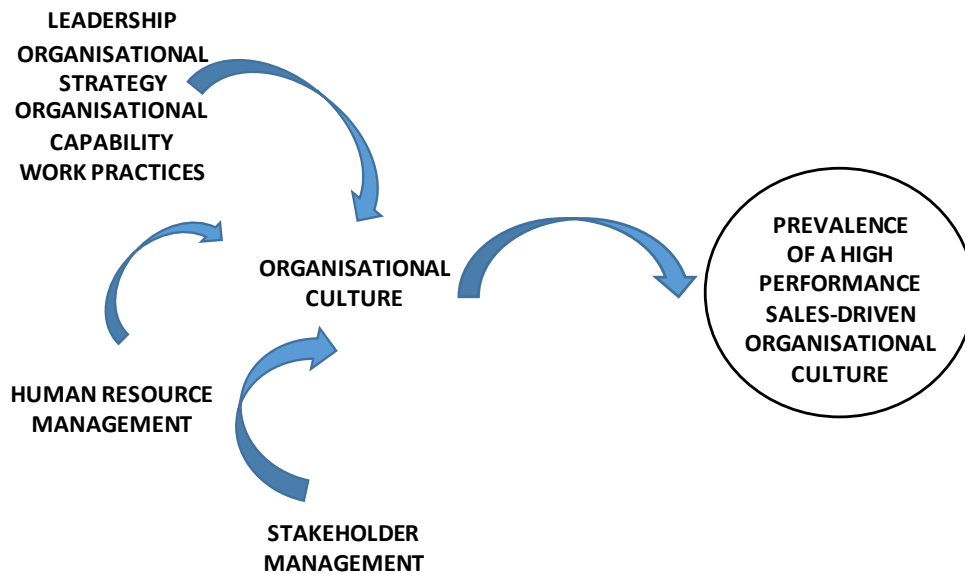 LEADERSHIP
ORGANISATIONAL
STRATEGY
ORGANISATIONAL
CAPABILITY
WORK PRACTICES
ORGANISATIONAL
CULTURE
PREVALENCE
OF A HIGH
PERFORMANCE
SALES-DRIVEN
ORGANISATIONAL
CULTURE
HUMAN RESOURCE
MANAGEMENT
STAKEHOLDER
MANAGEMENT